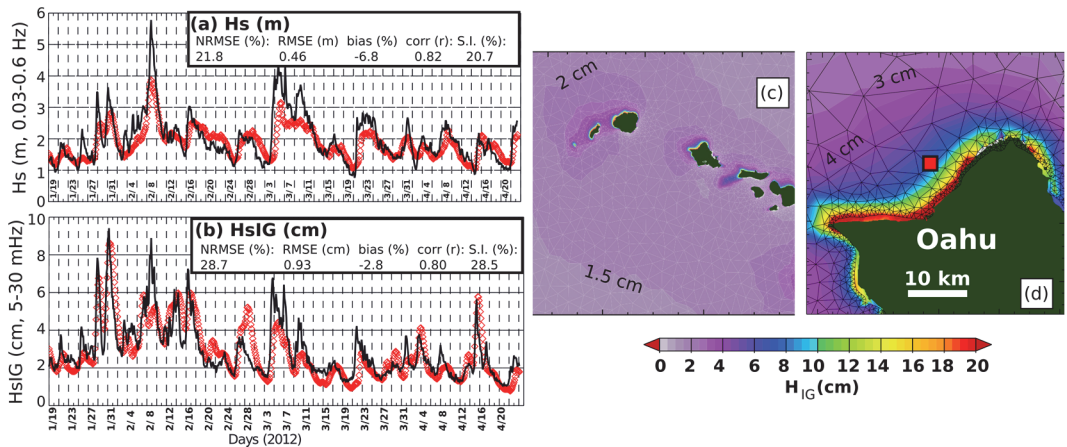 (a) Hs (m)
NRMSE (%): RMSE (m) bias (%) corr (r): S.I. (%):
21.8 0.46 -6.8 0.82 20.7
Hs (m, 0.03-0.6 Hz)
6
5
4
3
2
1
0
1/19 1/23 1/27 1/31 2/ 4 2/ 8 2/12 2/16 2/20 2/24 2/28 3/ 3 3/ 7 3/11 3/15 3/19 3/23 3/27 3/31 4/ 4 4/ 8 4/12 4/16 4/20
(b) HsIG (cm)
NRMSE (%): RMSE (cm) bias (%) corr (r): S.I. (%):
28.7 0.93 -2.8 0.80 28.5
HsIG (cm, 5-30 mHz)
10
8
6
4
2
0
1/19 1/23 1/27 1/31 2/ 4 2/ 8 2/12 2/16 2/20 2/24 2/28 3/ 3 3/ 7 3/11 3/15 3/19 3/23 3/27 3/31 4/ 4 4/ 8 4/12 4/16 4/20
Days (2012)
2 cm
(c)
1.5 cm
3 cm
4 cm
Oahu
10 km
(d)
0 2 4 6 8 10 12 14 16 18 20
HIG(cm)